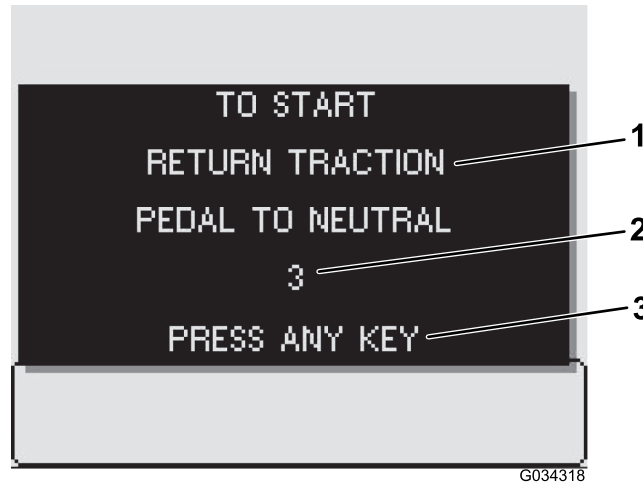 TO START
RETURN TRACTION
1
PEDAL TO NEUTRAL
2
3
3
PRESS ANY KEY
G034318